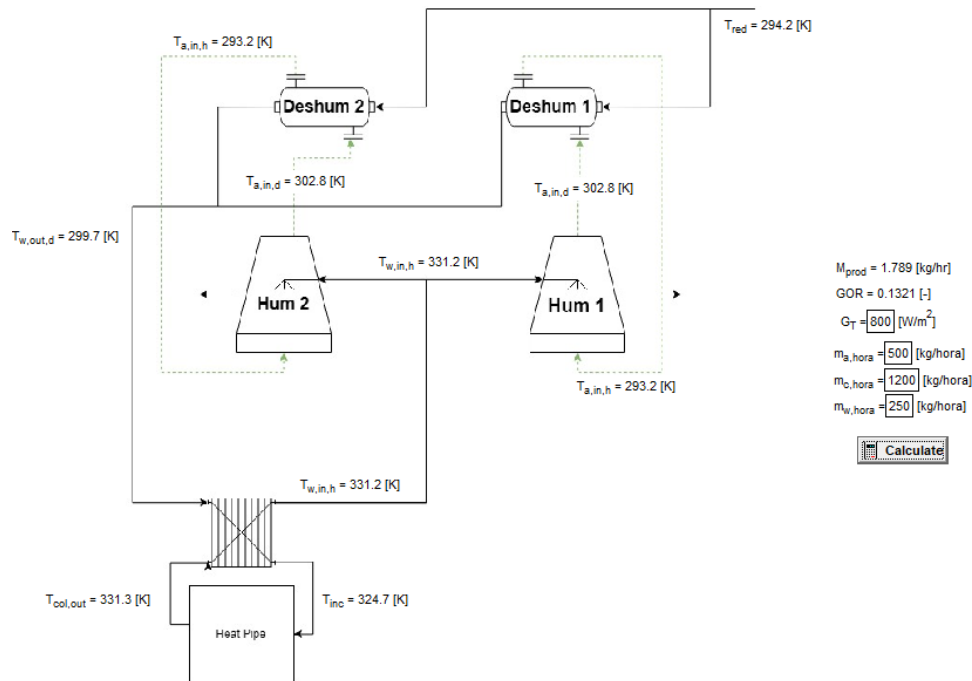 T_red = 294.2 [K]
T_a,in,h = 293.2 [K]
Deshum 2
Deshum 1
T_a,in,d = 302.8 [K]
T_a,in,d = 302.8 [K]
T_w,out,d = 299.7 [K]
T_w,in,h = 331.2 [K]
Hum 2
Hum 1
M_prod = 1.789 [kg/hr]
GOR = 0.1321 [-]
G_T = 800 [W/m^2]
m_a,hora = 500 [kg/hora]
m_c,hora = 1200 [kg/hora]
m_w,hora = 250 [kg/hora]
Calculate
T_a,in,h = 293.2 [K]
T_w,in,h = 331.2 [K]
T_col,out = 331.3 [K]
T_inc = 324.7 [K]
Heat Pipe